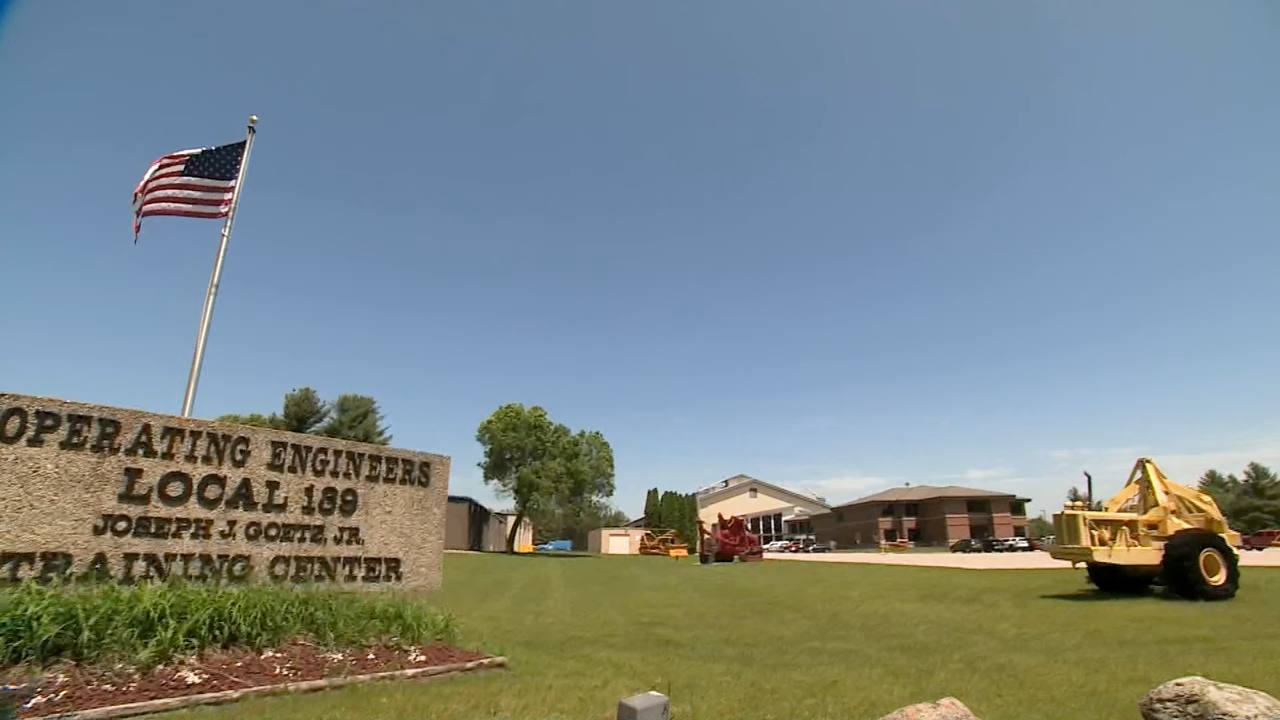 OPERATING ENGINEERS
LOCAL 139
JOSEPH J. GOETZ, JR.
TRAINING CENTER